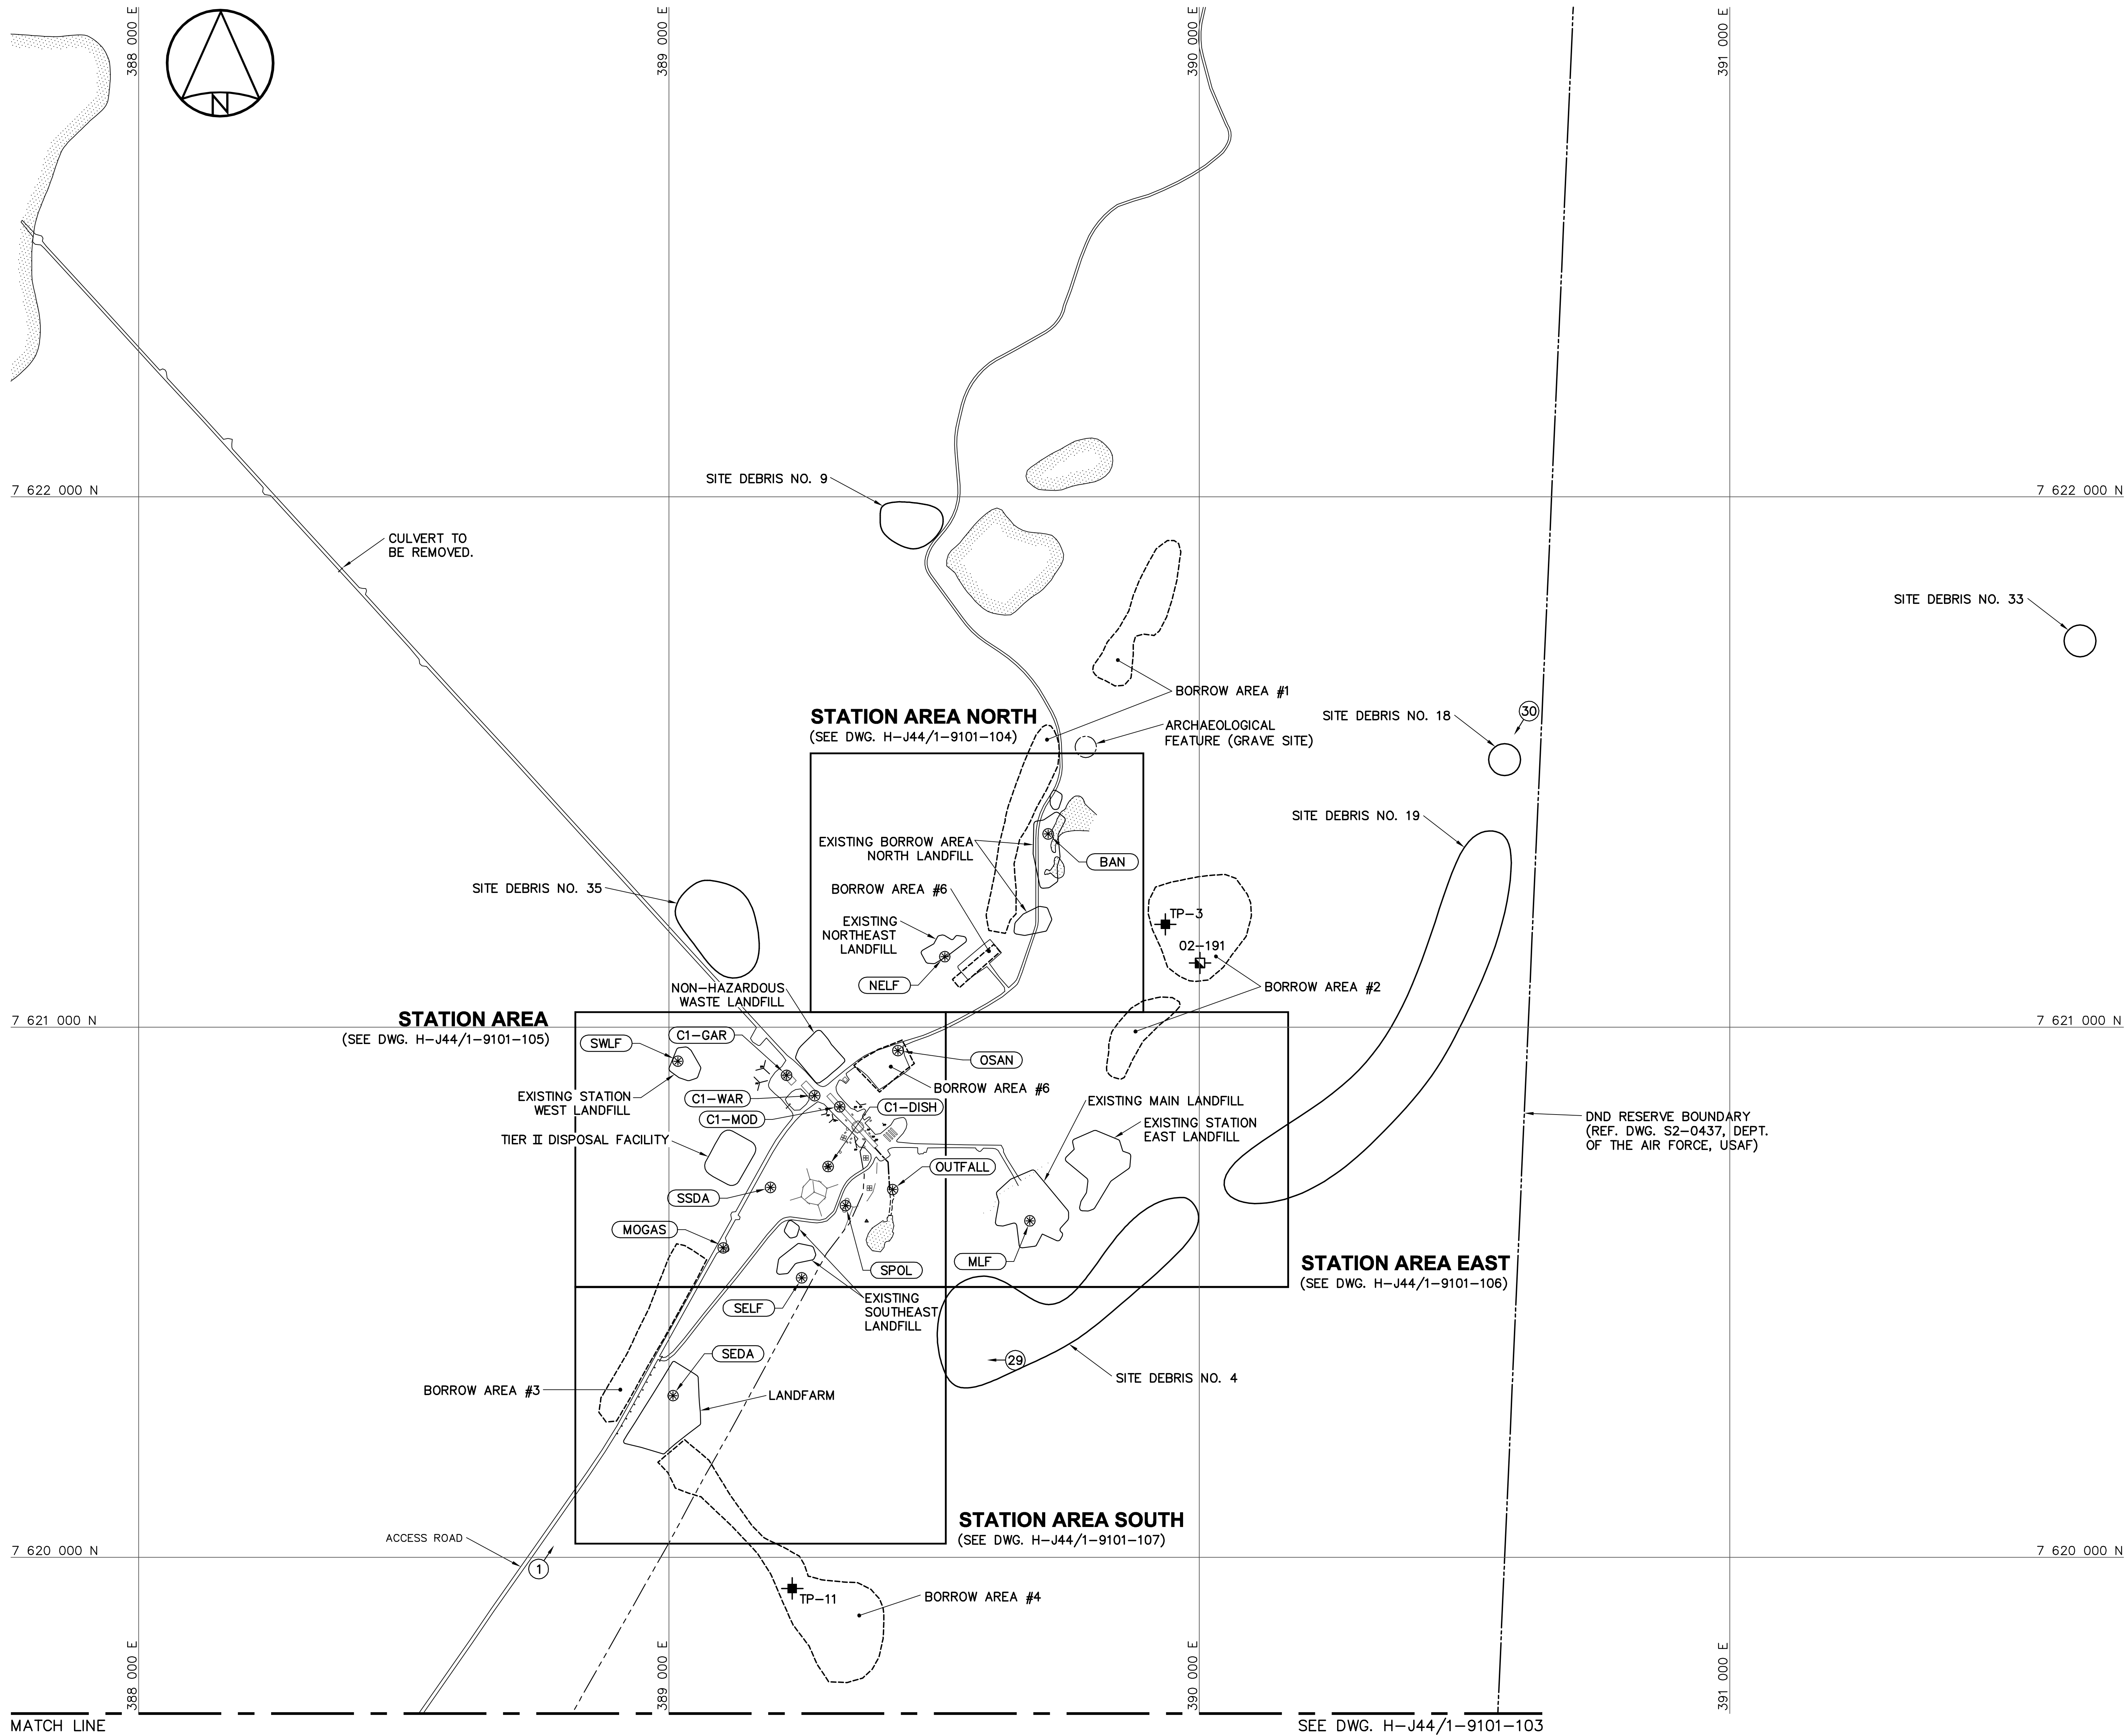 388 000 E
389 000 E
390 000 E
391 000 E
N
SITE DEBRIS NO. 9
7 622 000 N
7 622 000 N
CULVERT TO
BE REMOVED.
SITE DEBRIS NO. 33
BORROW AREA #1
STATION AREA NORTH
(SEE DWG. H-J44/1-9101-104)
ARCHAEOLOGICAL
FEATURE (GRAVE SITE)
SITE DEBRIS NO. 18
30
SITE DEBRIS NO. 19
EXISTING BORROW AREA
NORTH LANDFILL
BAN
SITE DEBRIS NO. 35
BORROW AREA #6
EXISTING
NORTHEAST
LANDFILL
TP-3
02-191
NELF
NON-HAZARDOUS
WASTE LANDFILL
BORROW AREA #2
STATION AREA
(SEE DWG. H-J44/1-9101-105)
7 621 000 N
7 621 000 N
C1-GAR
SWLF
OSAN
BORROW AREA #6
EXISTING STATION
WEST LANDFILL
C1-WAR
C1-MOD
C1-DISH
EXISTING MAIN LANDFILL
EXISTING STATION
EAST LANDFILL
DND RESERVE BOUNDARY
(REF. DWG. S2-0437, DEPT.
OF THE AIR FORCE, USAF)
TIER II DISPOSAL FACILITY
OUTFALL
SSDA
MOGAS
SPOL
MLF
STATION AREA EAST
(SEE DWG. H-J44/1-9101-106)
SELF
EXISTING
SOUTHEAST
LANDFILL
SEDA
29
SITE DEBRIS NO. 4
BORROW AREA #3
LANDFARM
STATION AREA SOUTH
(SEE DWG. H-J44/1-9101-107)
ACCESS ROAD
7 620 000 N
7 620 000 N
1
TP-11
BORROW AREA #4
388 000 E
389 000 E
390 000 E
391 000 E
MATCH LINE
SEE DWG. H-J44/1-9101-103